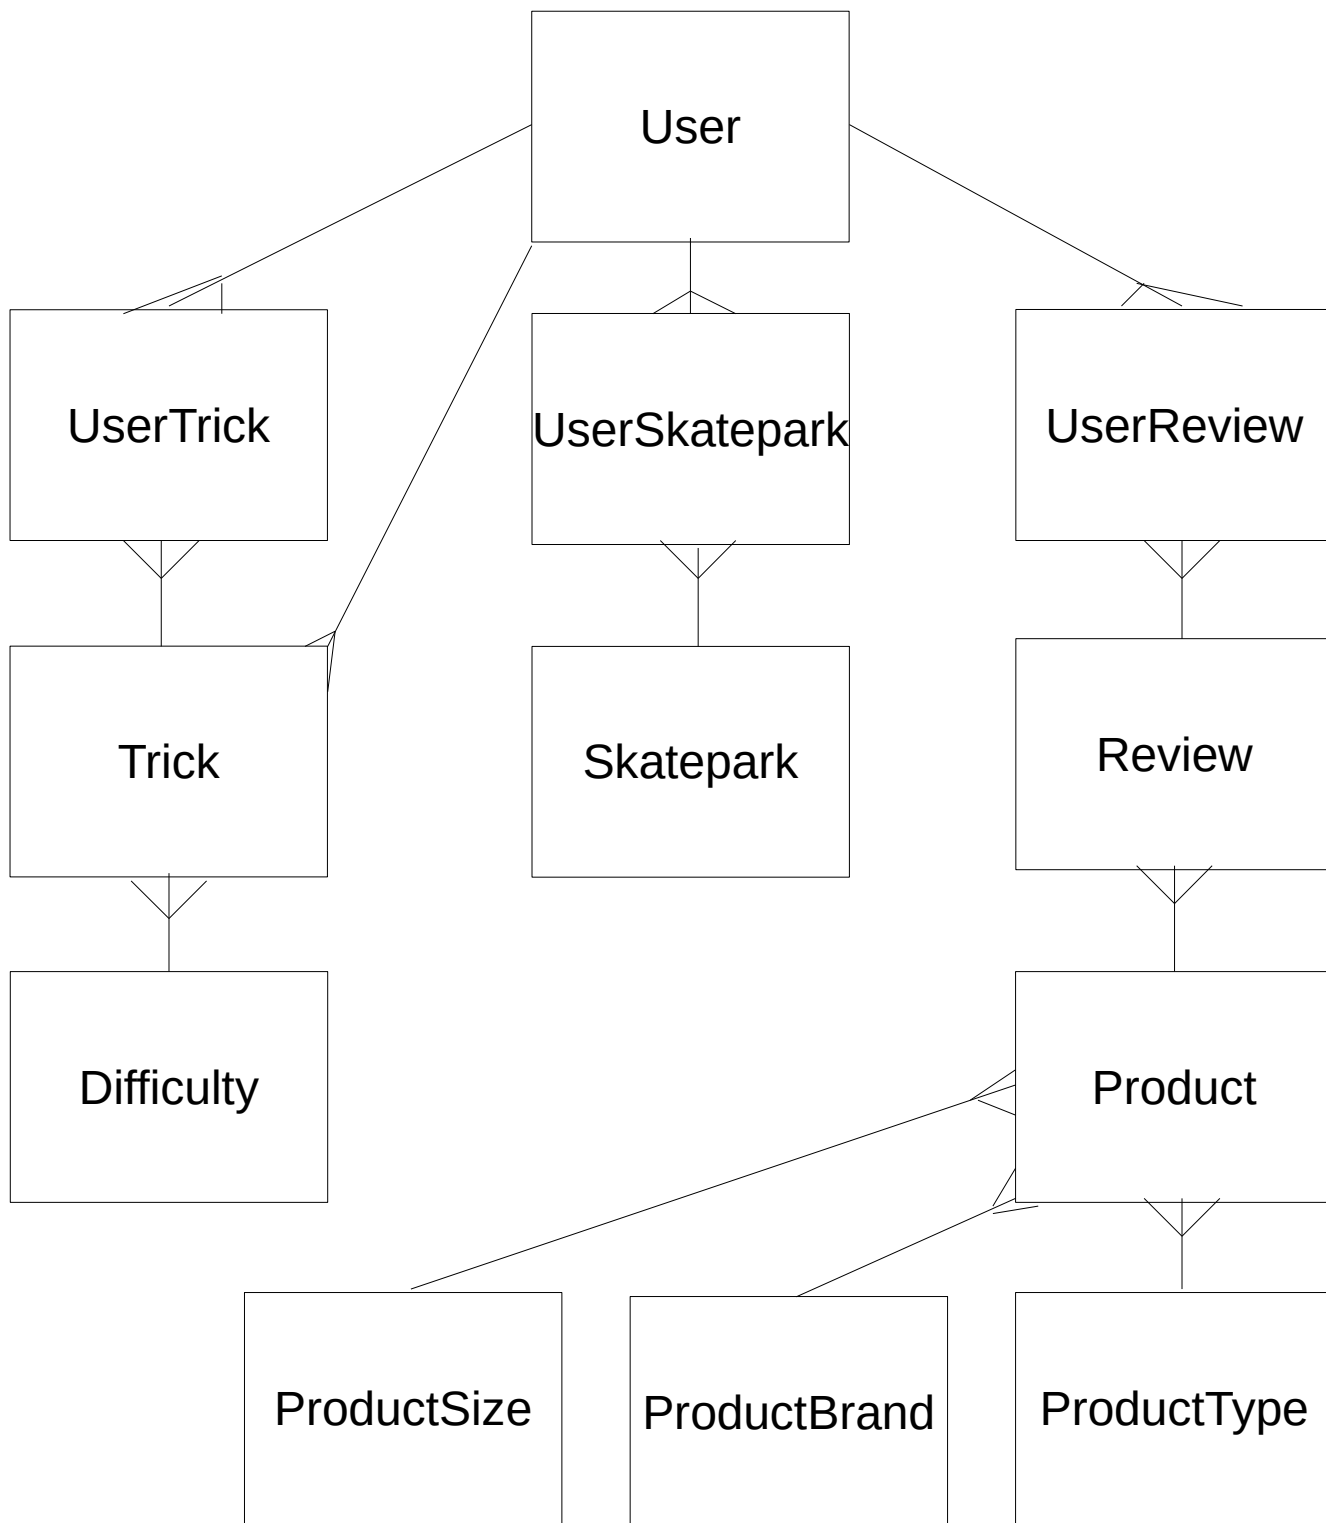 User
UserTrick
UserSkatepark
UserReview
Trick
Skatepark
Review
Difficulty
Product
ProductSize
ProductBrand
ProductType